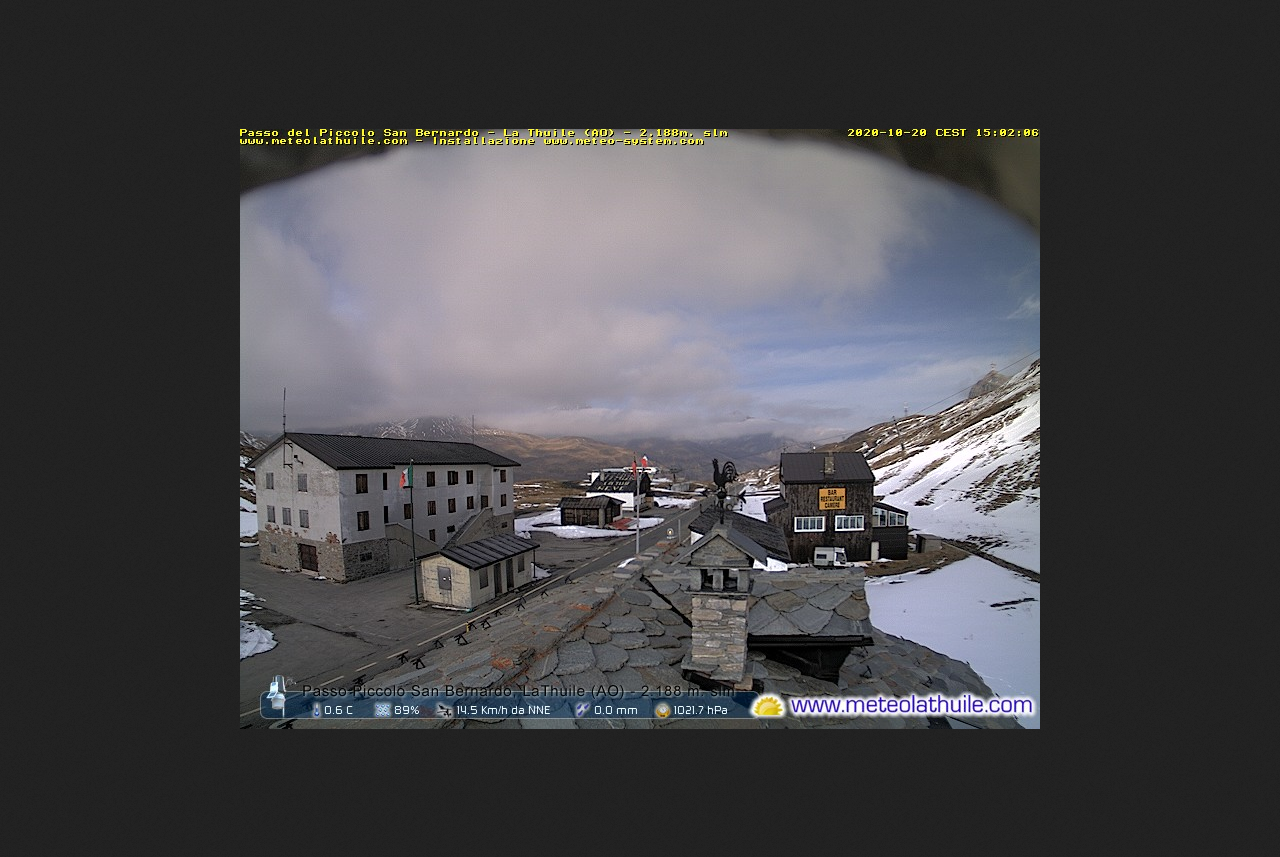 Passo del Piccolo San Bernardo - La Thuile (AO) - 2.188m. slm
2020-10-20 CEST 15:02:06
www.meteolathuile.com - Installazione www.meteo-system.com
BAR
RESTAURANT
CAMERE
Passo Piccolo San Bernardo, LaThuile (AO) - 2.188 m. slm
0.6 C 89% 14.5 Km/h da NNE 0.0 mm 1021.7 hPa
www.meteolathuile.com